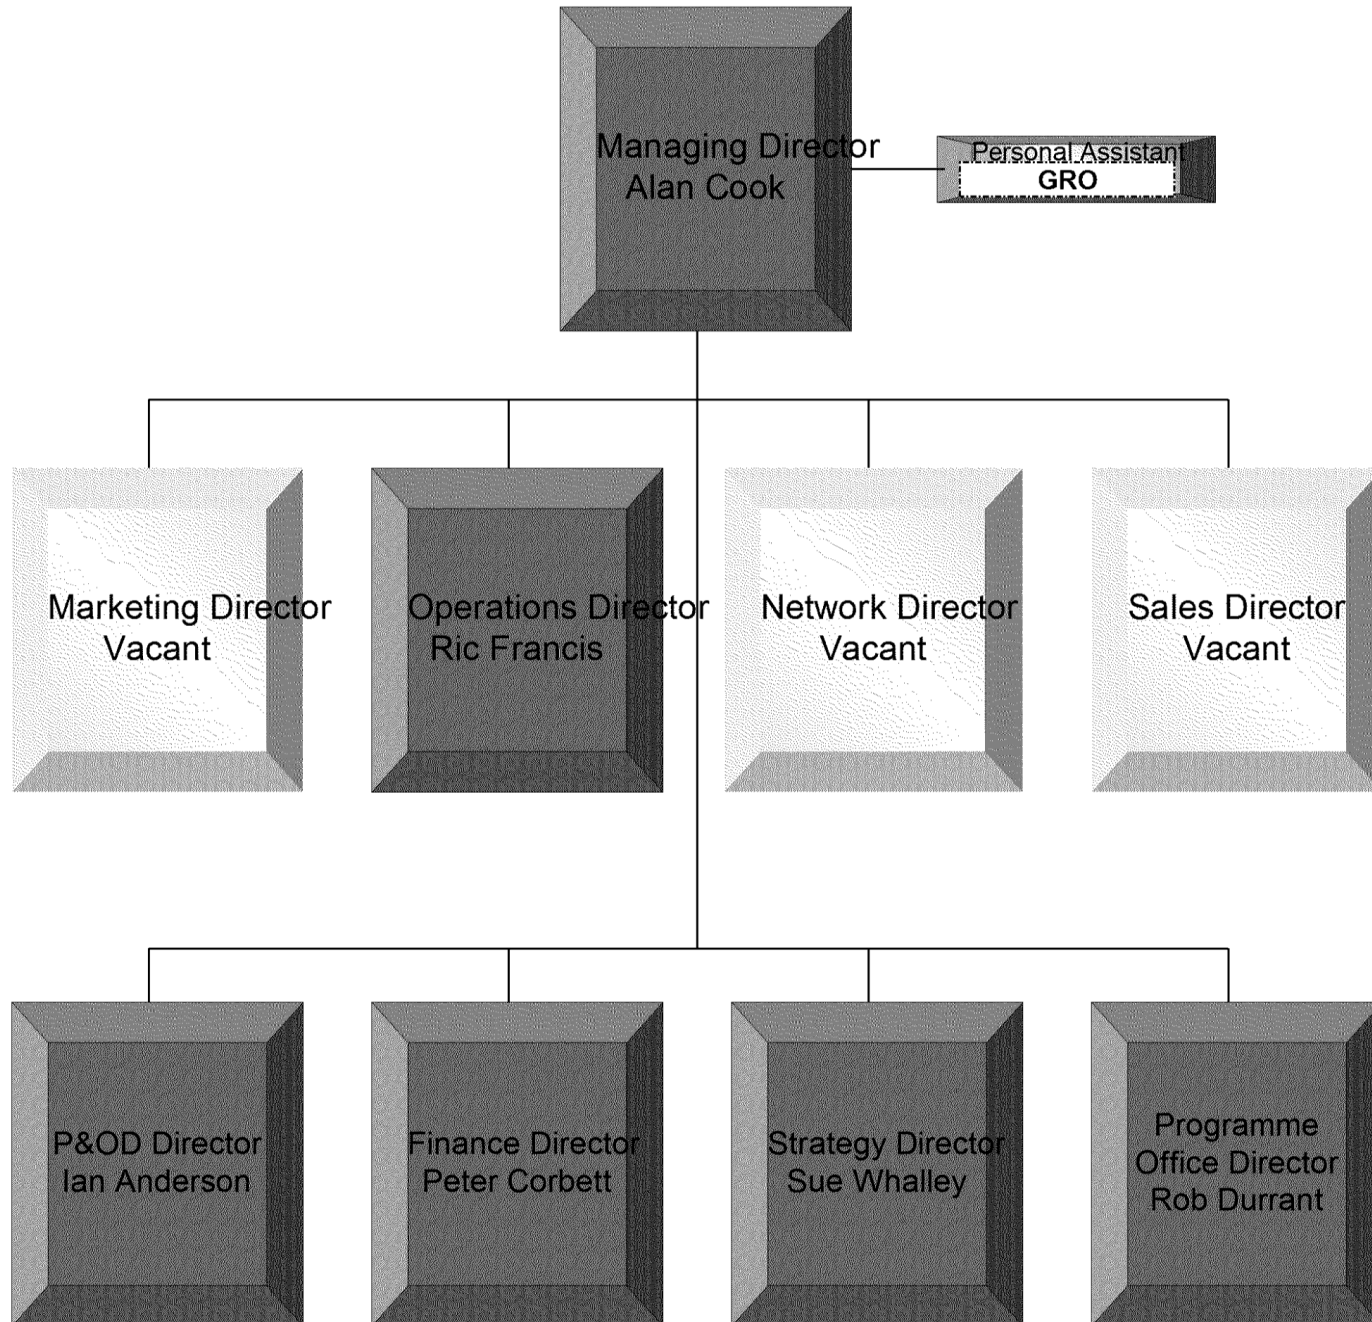 Managing Director
Alan Cook
Personal Assistant
GRO
Marketing Director
Vacant
Operations Director
Ric Francis
Network Director
Vacant
Sales Director
Vacant
P&OD Director
Ian Anderson
Finance Director
Peter Corbett
Strategy Director
Sue Whalley
Programme
Office Director
Rob Durrant